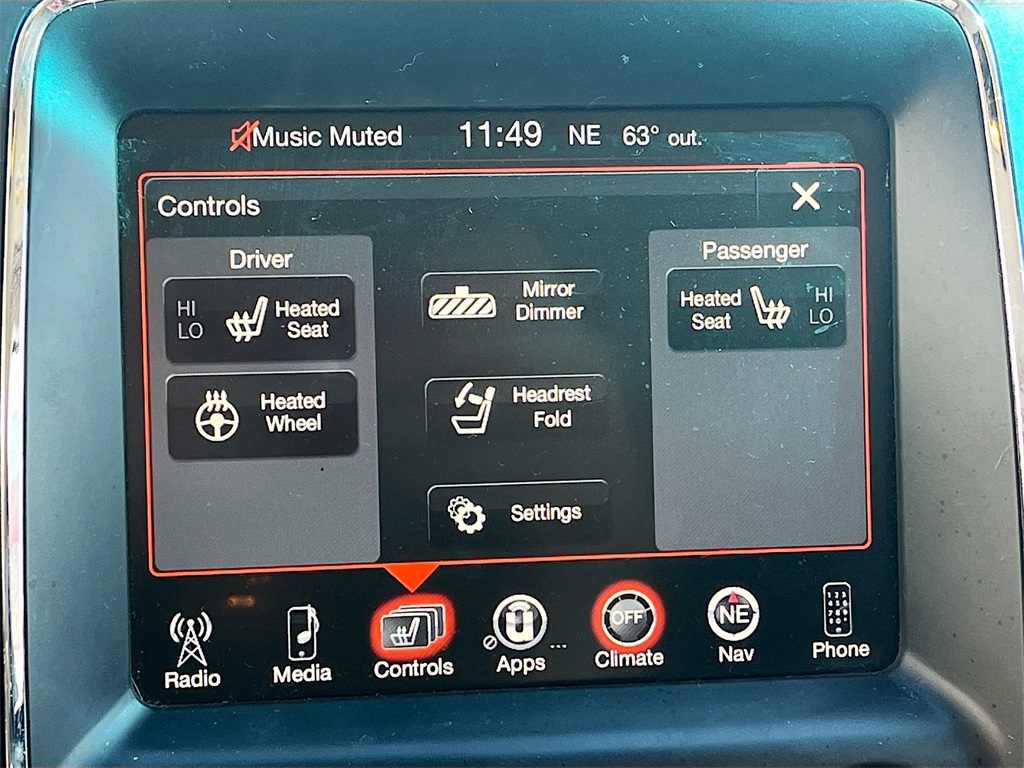 Music Muted 11:49 NE 63° out.
Controls
Driver
HI
LO
Heated
Seat
Heated
Wheel
Mirror
Dimmer
Headrest
Fold
Settings
Passenger
Heated
Seat
HI
LO
Radio
Media
Controls
Apps
...
OFF
Climate
NE
Nav
Phone